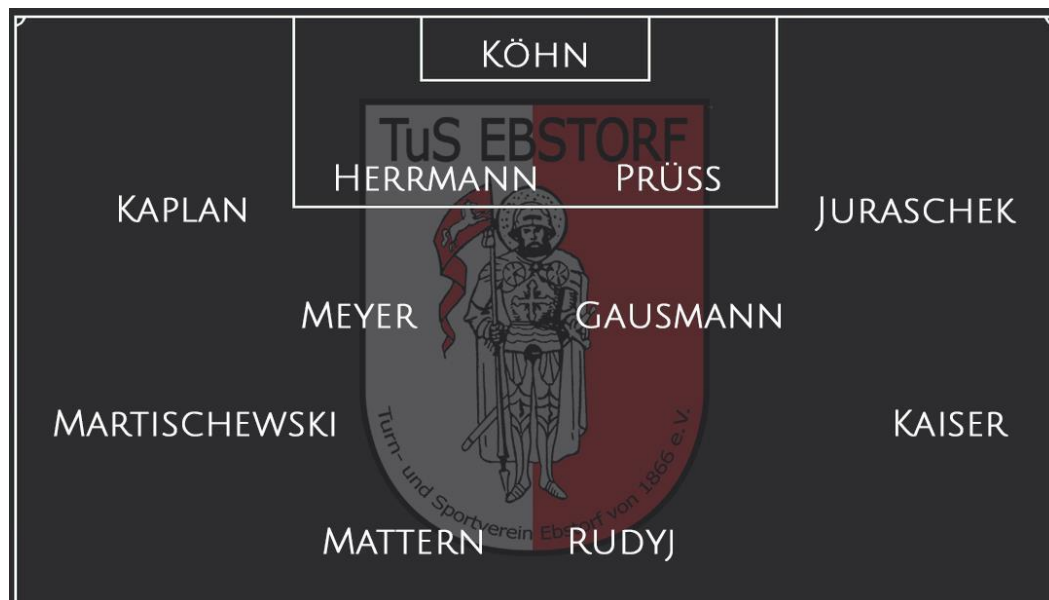 KÖHN
TuS EBSTORF
HERRMANN PRÜSS
KAPLAN JURASCHEK
MEYER GAUSMANN
MARTISCHEWSKI KAISER
MATTERN RUDYJ
Turn- und Sportverein Ebstorf von 1866 e.V.